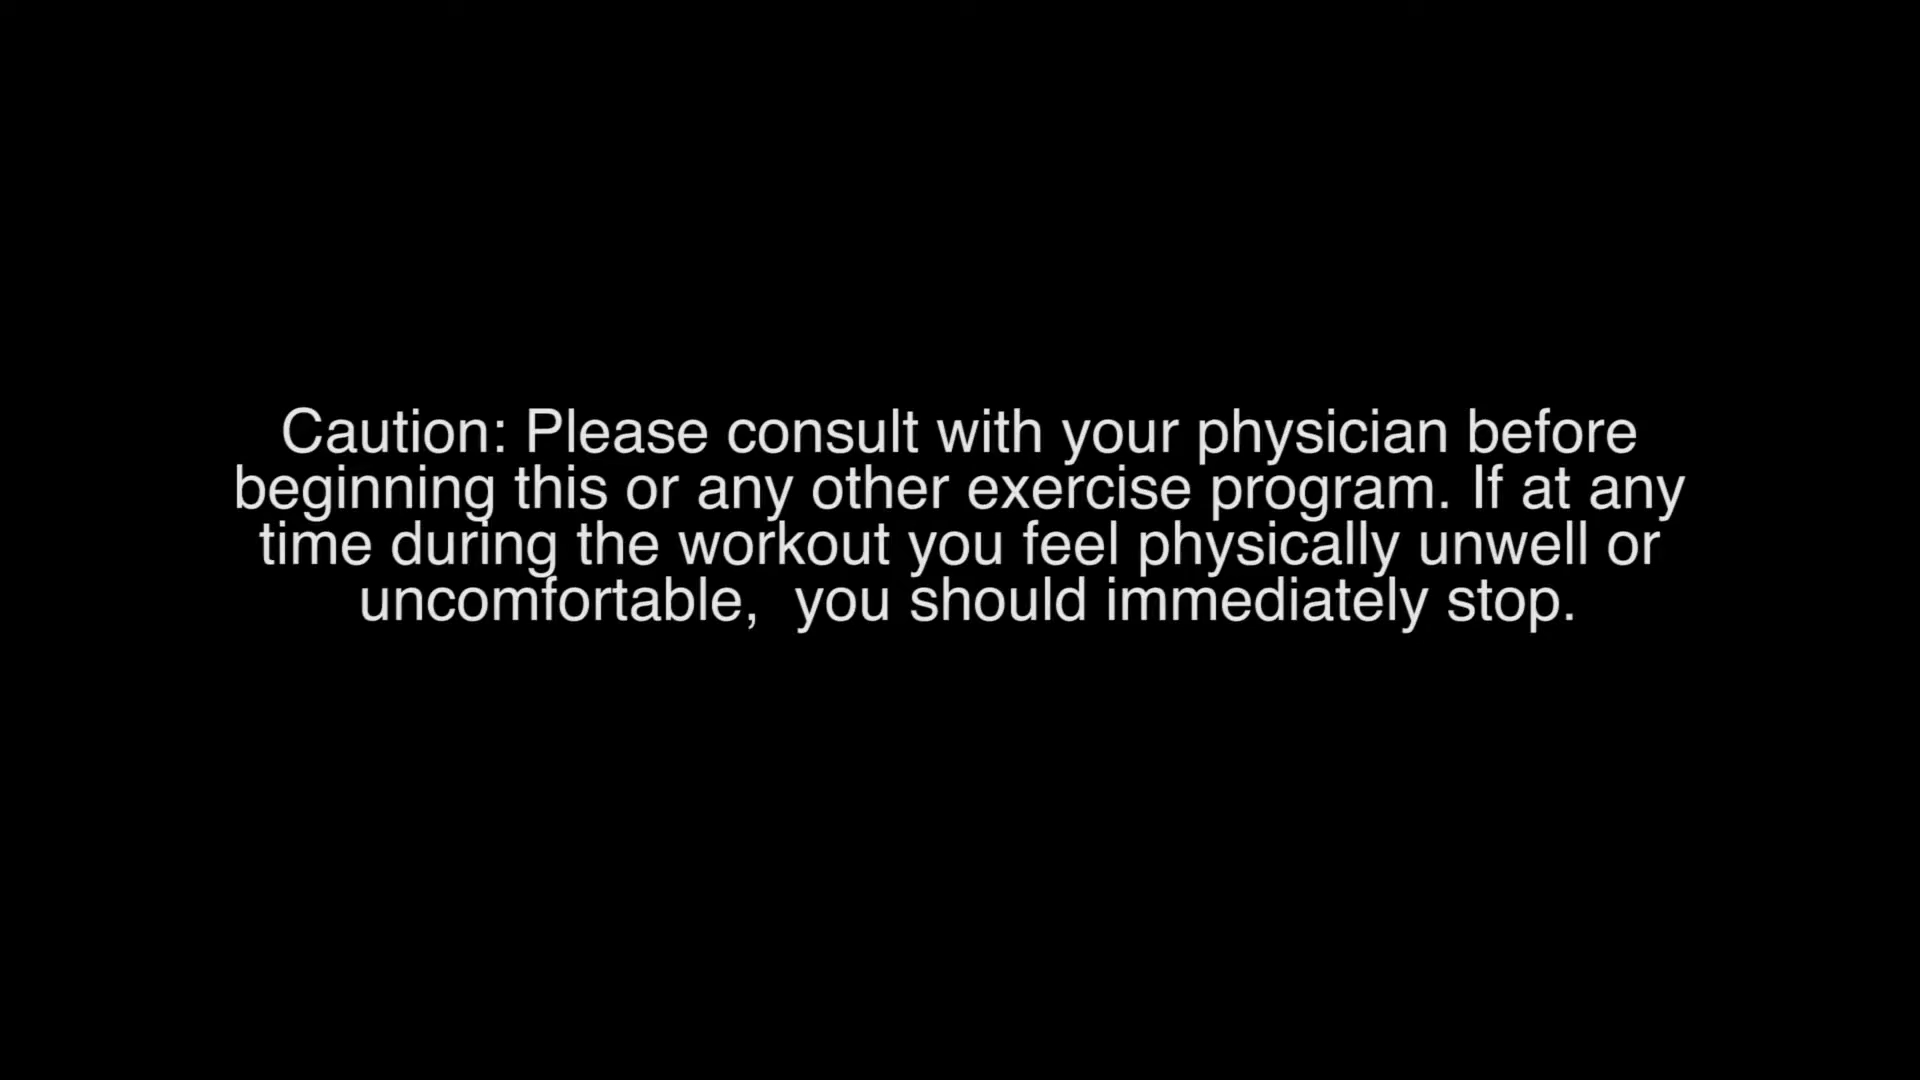 Caution: Please consult with your physician before
beginning this or any other exercise program. If at any
time during the workout you feel physically unwell or
uncomfortable,  you should immediately stop.